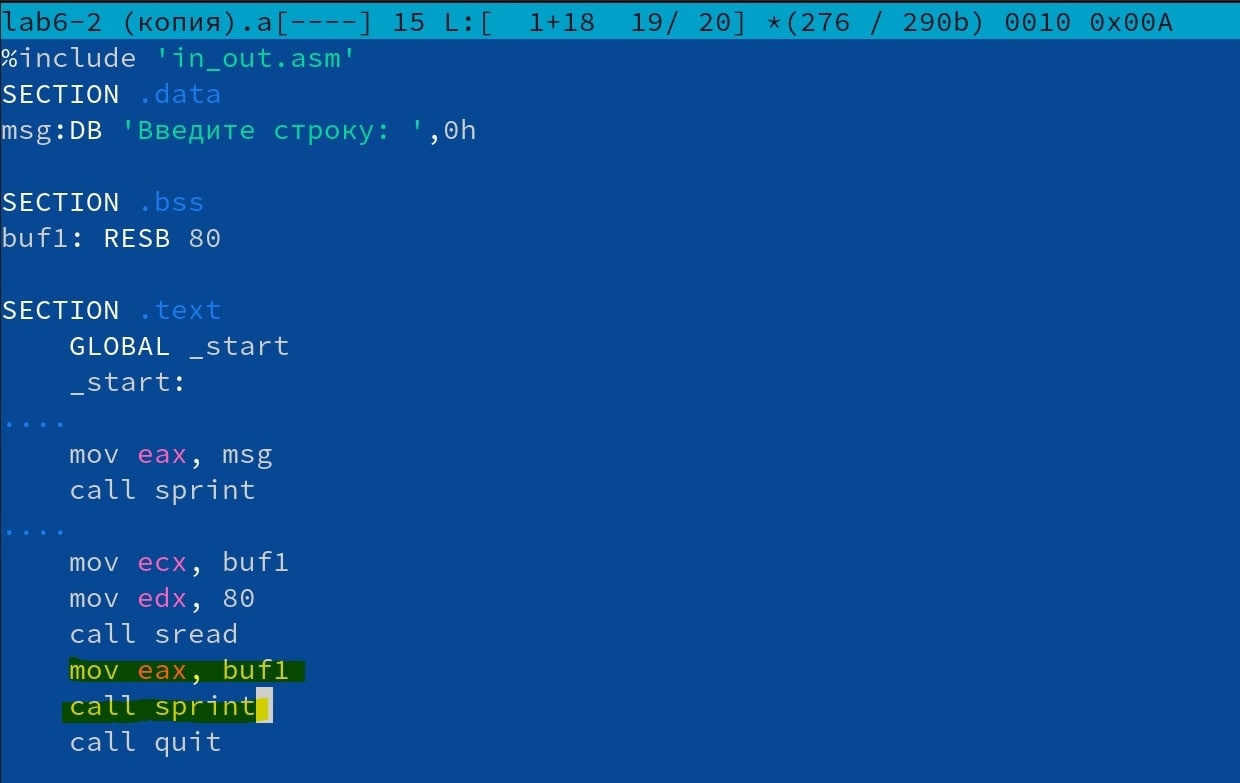 lab6-2 (копия).a[----] 15 L:[  1+18  19/ 20] *(276 / 290b) 0010 0x00A
%include 'in_out.asm'
SECTION .data
msg:DB 'Введите строку: ',0h

SECTION .bss
buf1: RESB 80

SECTION .text
    GLOBAL _start
    _start:
....
    mov eax, msg
    call sprint
....
    mov ecx, buf1
    mov edx, 80
    call sread
    mov eax, buf1
    call sprint
    call quit